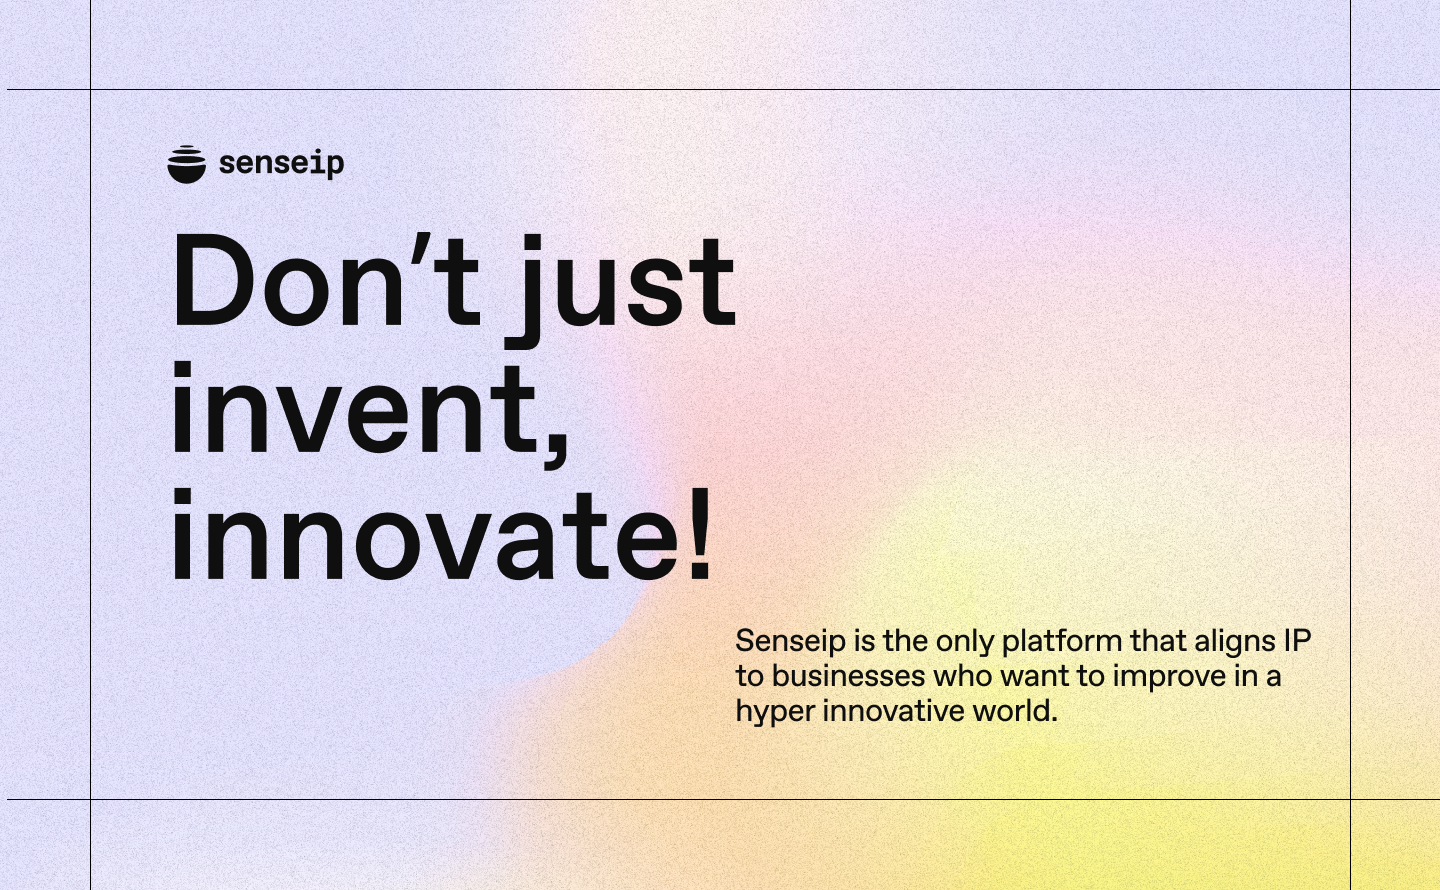 senseip
Don’t just
invent,
innovate!
Senseip is the only platform that aligns IP
to businesses who want to improve in a
hyper innovative world.